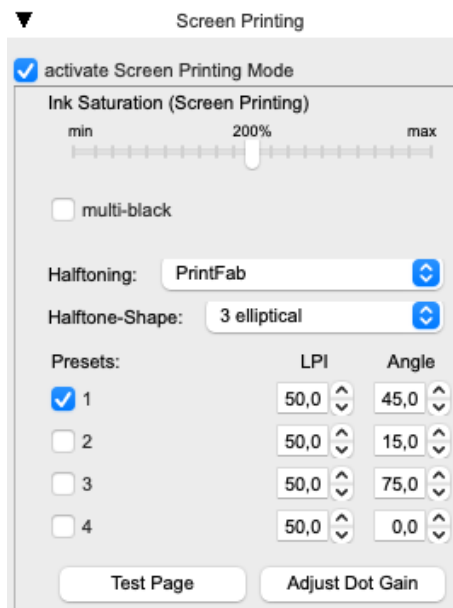 Screen Printing
activate Screen Printing Mode
Ink Saturation (Screen Printing)
min 200% max
multi-black
Halftoning: PrintFab
Halftone-Shape: 3 elliptical
Presets: LPI Angle
1 50,0 45,0
2 50,0 15,0
3 50,0 75,0
4 50,0 0,0
Test Page Adjust Dot Gain